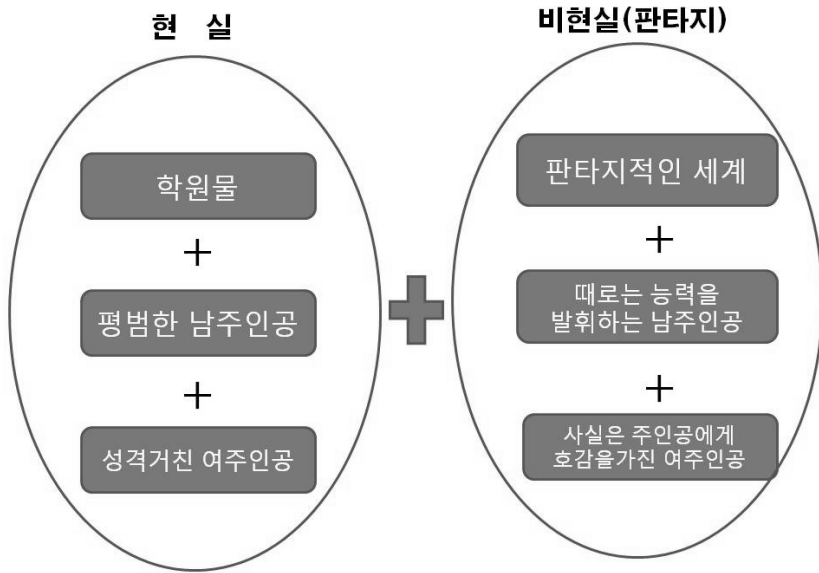 현 실
학원물
+
평범한 남주인공
+
성격거친 여주인공
+
비현실(판타지)
판타지적인 세계
+
때로는 능력을
발휘하는 남주인공
+
사실은 주인공에게
호감을가진 여주인공